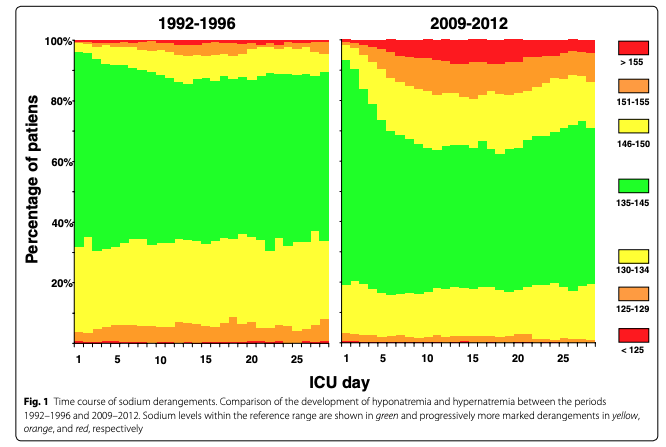 1992-1996
2009-2012
100%
80%
60%
40%
20%
Percentage of patiens
1 5 10 15 20 25
1 5 10 15 20 25
ICU day
> 155
151-155
146-150
135-145
130-134
125-129
< 125
Fig. 1 Time course of sodium derangements. Comparison of the development of hyponatremia and hypernatremia between the periods
1992–1996 and 2009–2012. Sodium levels within the reference range are shown in green and progressively more marked derangements in yellow,
orange, and red, respectively